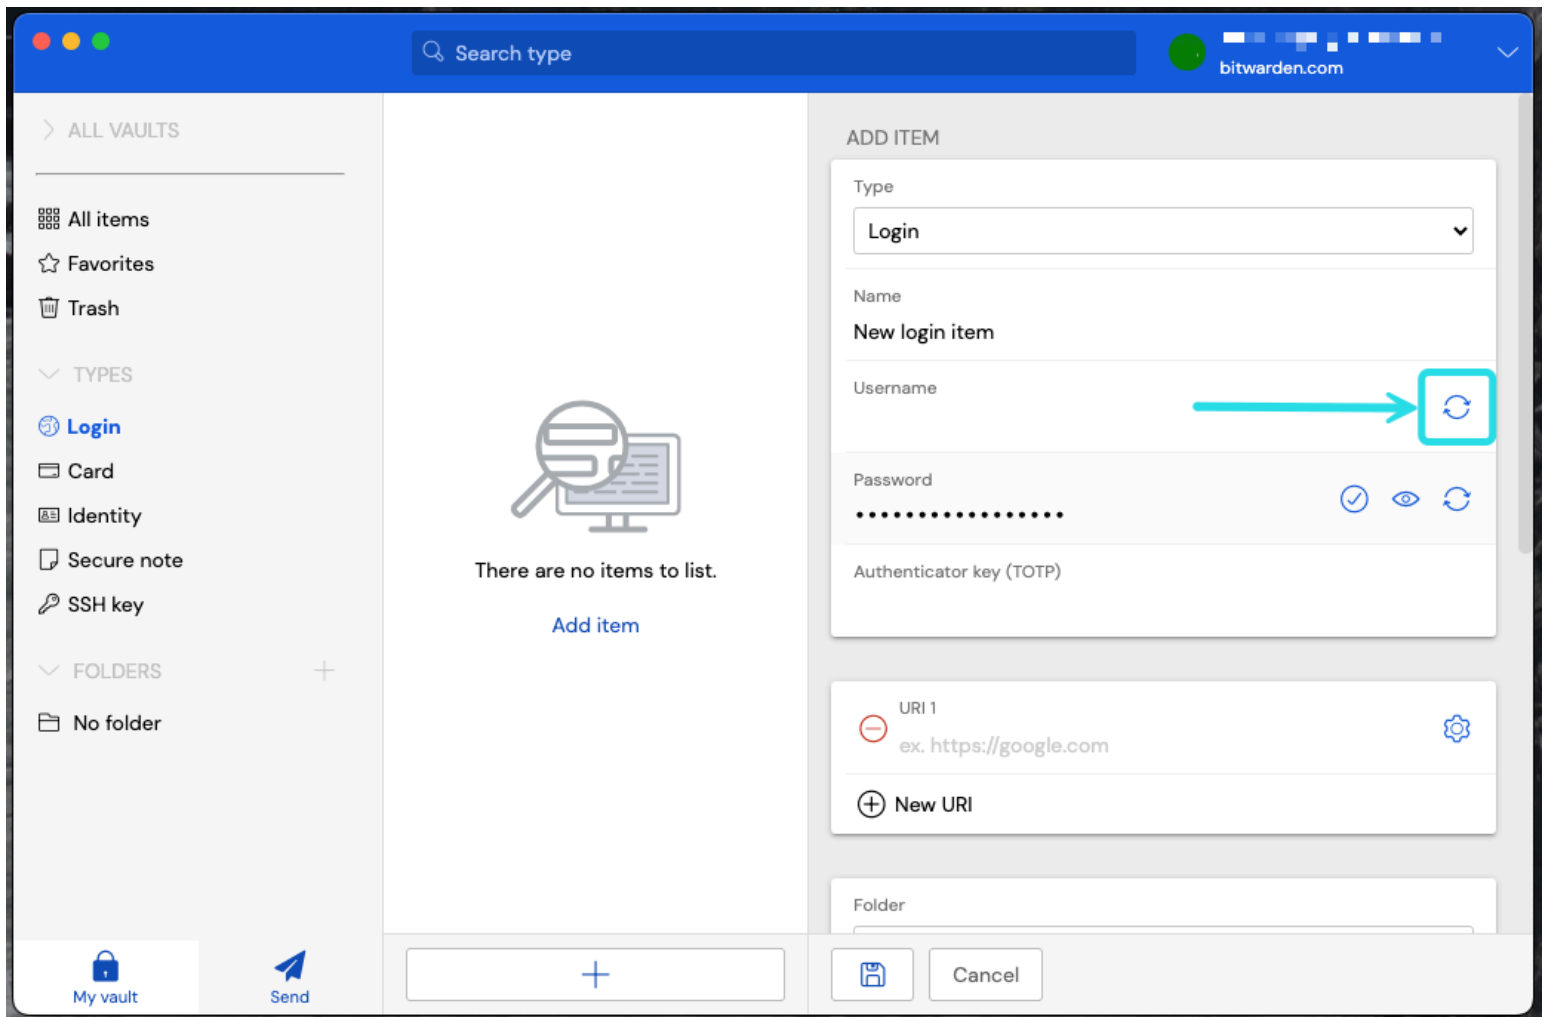 Search type
bitwarden.com
ALL VAULTS
All items
Favorites
Trash
TYPES
Login
Card
Identity
Secure note
SSH key
FOLDERS
No folder
My vault
Send
There are no items to list.
Add item
ADD ITEM
Type
Login
Name
New login item
Username
Password
•••••••••••••••••
Authenticator key (TOTP)
URI 1
ex. https://google.com
New URI
Folder
Cancel